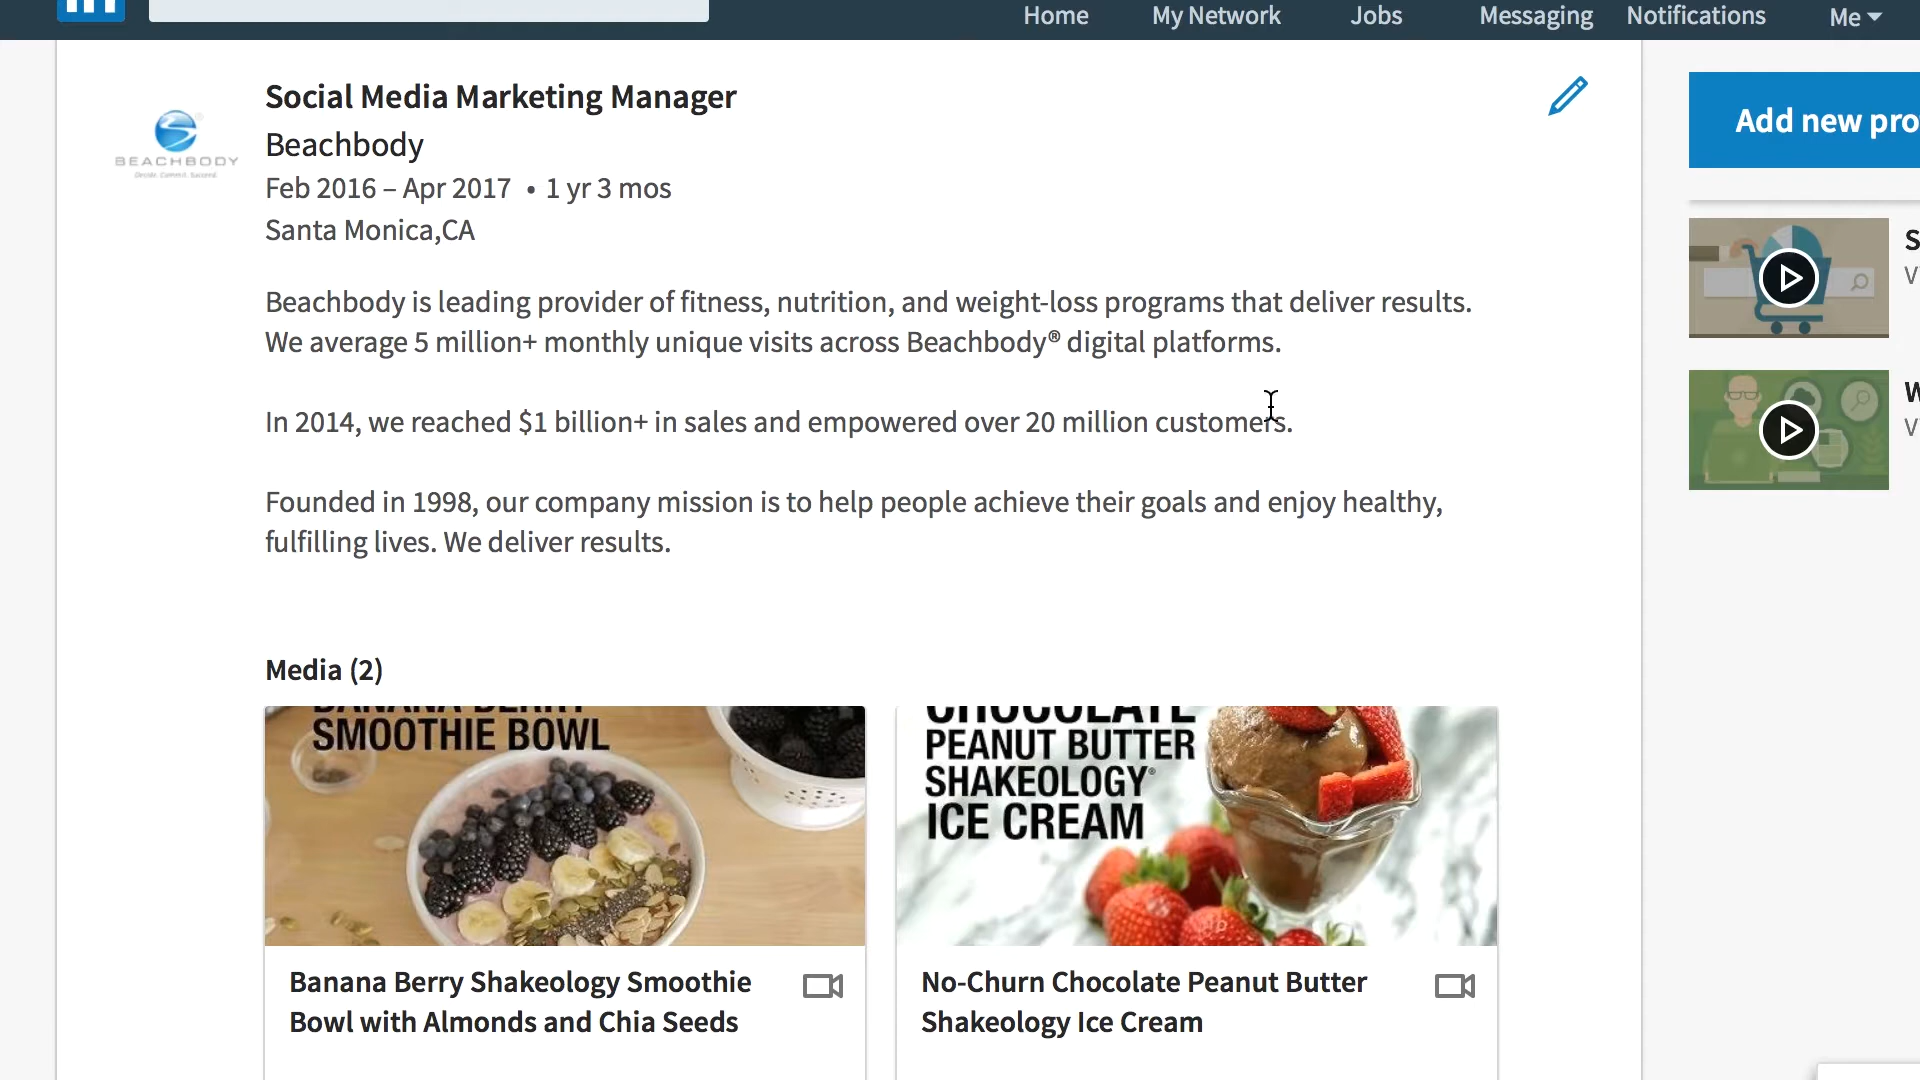 Home My Network Jobs Messaging Notifications Me
Social Media Marketing Manager
Beachbody
Feb 2016 – Apr 2017 • 1 yr 3 mos
Santa Monica,CA
BEACHBODY
Decide. Commit. Succeed.
Beachbody is leading provider of fitness, nutrition, and weight-loss programs that deliver results.
We average 5 million+ monthly unique visits across Beachbody® digital platforms.
In 2014, we reached $1 billion+ in sales and empowered over 20 million customers.
Founded in 1998, our company mission is to help people achieve their goals and enjoy healthy,
fulfilling lives. We deliver results.
Media (2)
BANANA BERRY
SMOOTHIE BOWL
CHOCOLATE
PEANUT BUTTER
SHAKEOLOGY®
ICE CREAM
Banana Berry Shakeology Smoothie
Bowl with Almonds and Chia Seeds
No-Churn Chocolate Peanut Butter
Shakeology Ice Cream
Add new pro
S
V
W
V